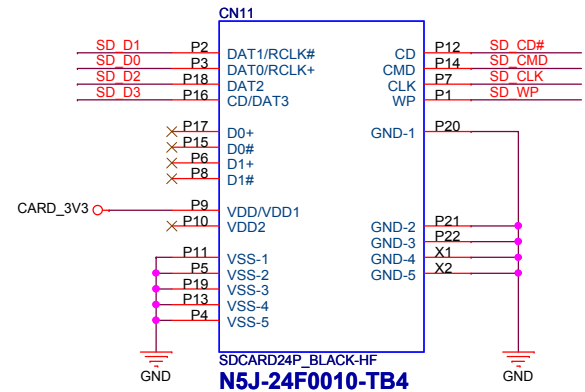 CN11
SD_D1 P2 DAT1/RCLK# CD P12 SD_CD#
SD_D0 P3 DAT0/RCLK+ CMD P14 SD_CMD
SD_D2 P18 DAT2 CLK P7 SD_CLK
SD_D3 P16 CD/DAT3 WP P1 SD_WP
P17 D0+ GND-1 P20
P15 D0#
P6 D1+
P8 D1#
CARD_3V3 P9 VDD/VDD1
P10 VDD2 GND-2 P21
GND-3 P22
P11 VSS-1 GND-4 X1
P5 VSS-2 GND-5 X2
P19 VSS-3
P13 VSS-4
P4 VSS-5
GND GND
SDCARD24P_BLACK-HF
N5J-24F0010-TB4